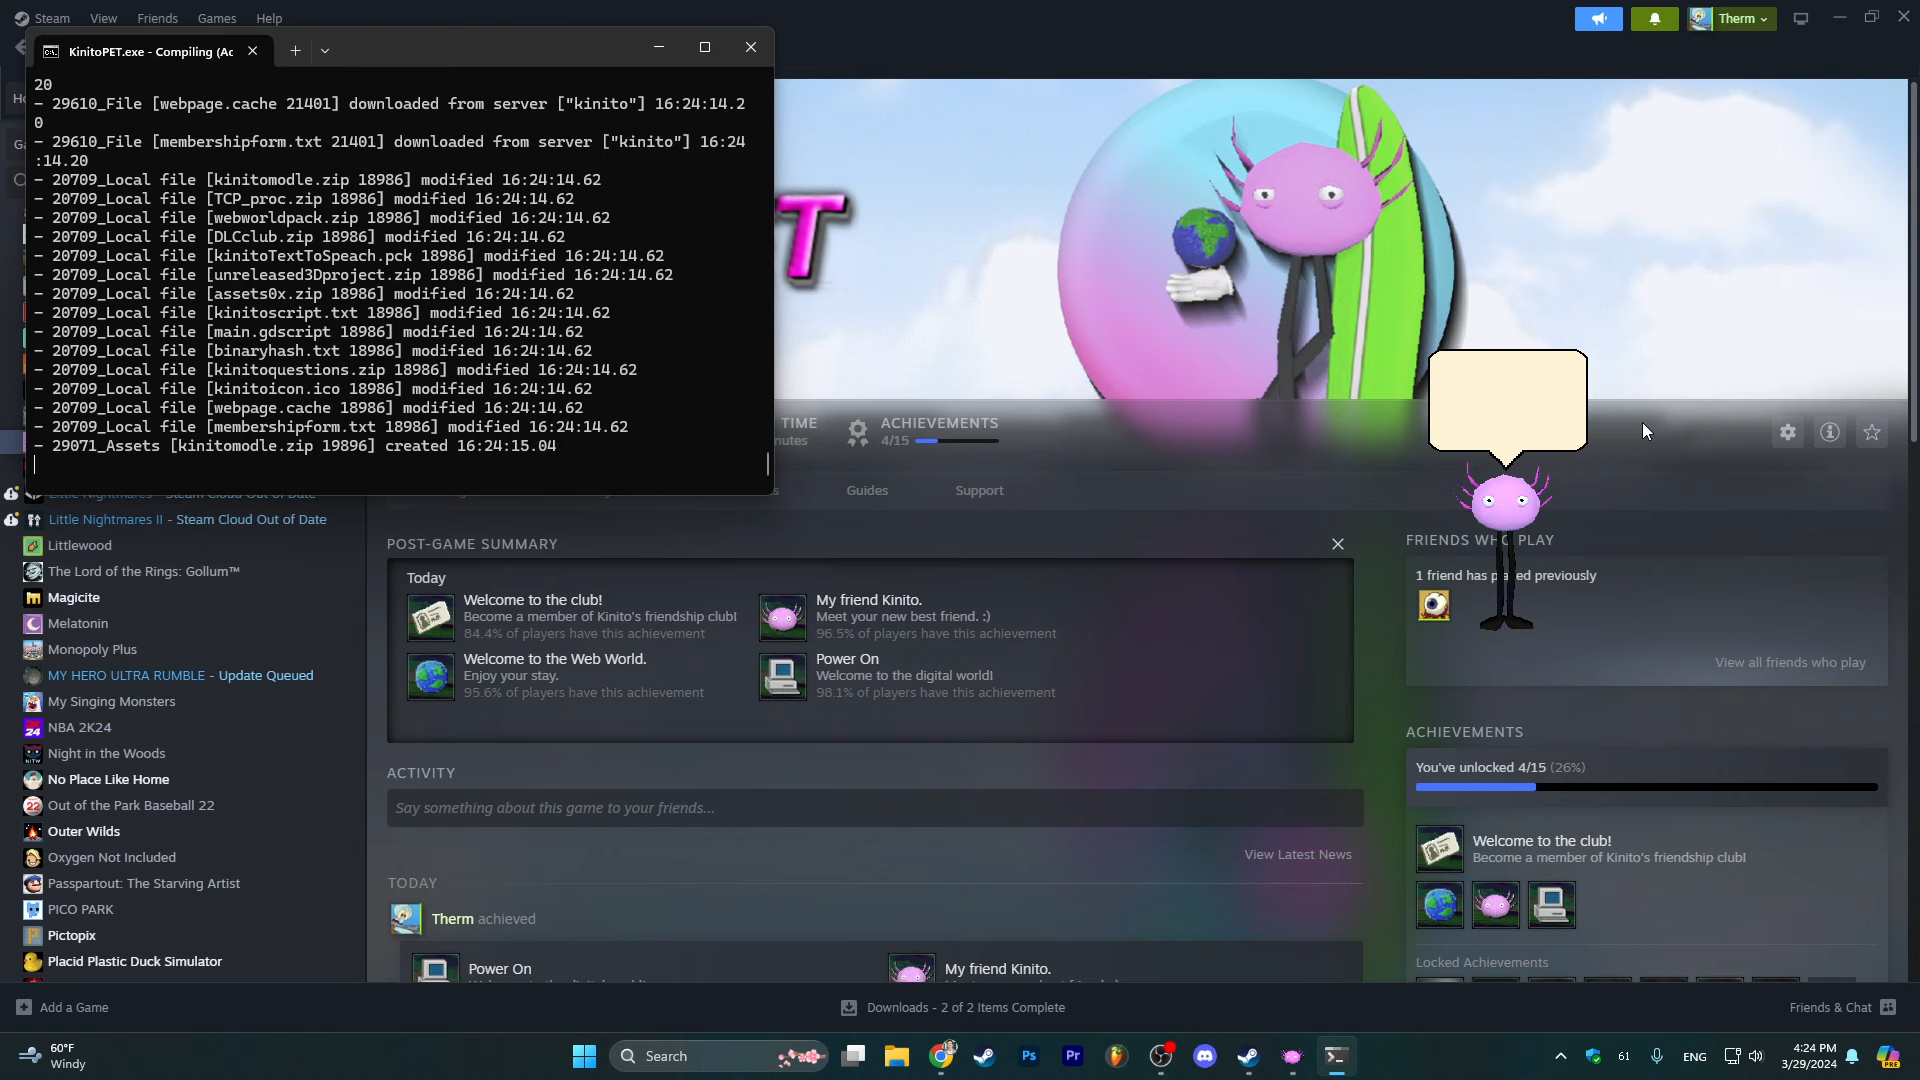 Steam View Friends Games Help
Therm
KinitoPET.exe - Compiling (Ac
20
- 29610_File [webpage.cache 21401] downloaded from server ["kinito"] 16:24:14.2
0
- 29610_File [membershipform.txt 21401] downloaded from server ["kinito"] 16:24
:14.20
- 20709_Local file [kinitomodle.zip 18986] modified 16:24:14.62
- 20709_Local file [TCP_proc.zip 18986] modified 16:24:14.62
- 20709_Local file [webworldpack.zip 18986] modified 16:24:14.62
- 20709_Local file [DLCclub.zip 18986] modified 16:24:14.62
- 20709_Local file [kinitoTextToSpeach.pck 18986] modified 16:24:14.62
- 20709_Local file [unreleased3Dproject.zip 18986] modified 16:24:14.62
- 20709_Local file [assets0x.zip 18986] modified 16:24:14.62
- 20709_Local file [kinitoscript.txt 18986] modified 16:24:14.62
- 20709_Local file [main.gdscript 18986] modified 16:24:14.62
- 20709_Local file [binaryhash.txt 18986] modified 16:24:14.62
- 20709_Local file [kinitoquestions.zip 18986] modified 16:24:14.62
- 20709_Local file [kinitoicon.ico 18986] modified 16:24:14.62
- 20709_Local file [webpage.cache 18986] modified 16:24:14.62
- 20709_Local file [membershipform.txt 18986] modified 16:24:14.62
- 29071_Assets [kinitomodle.zip 19896] created 16:24:15.04
T
TIME
nutes
ACHIEVEMENTS
4/15
Guides
Support
Little Nightmares - Steam Cloud Out of Date
Little Nightmares II - Steam Cloud Out of Date
Littlewood
The Lord of the Rings: Gollum™
Magicite
Melatonin
Monopoly Plus
MY HERO ULTRA RUMBLE - Update Queued
My Singing Monsters
NBA 2K24
Night in the Woods
No Place Like Home
Out of the Park Baseball 22
Outer Wilds
Oxygen Not Included
Passpartout: The Starving Artist
PICO PARK
Pictopix
Placid Plastic Duck Simulator
POST-GAME SUMMARY
Today
Welcome to the club!
Become a member of Kinito's friendship club!
84.4% of players have this achievement
My friend Kinito.
Meet your new best friend. :)
96.5% of players have this achievement
Welcome to the Web World.
Enjoy your stay.
95.6% of players have this achievement
Power On
Welcome to the digital world!
98.1% of players have this achievement
ACTIVITY
Say something about this game to your friends...
View Latest News
TODAY
Therm achieved
Power On
My friend Kinito.
FRIENDS WHO PLAY
1 friend has played previously
View all friends who play
ACHIEVEMENTS
You've unlocked 4/15 (26%)
Welcome to the club!
Become a member of Kinito's friendship club!
Locked Achievements
Add a Game
Downloads - 2 of 2 Items Complete
Friends & Chat
60°F
Windy
Search
Ps
Pr
61
ENG
4:24 PM
3/29/2024
PRE